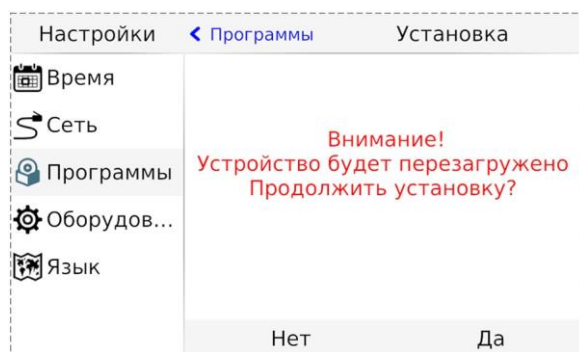 Настройки
Программы
Установка
Время
Сеть
Программы
Оборудов...
Язык
Внимание!
Устройство будет перезагружено
Продолжить установку?
Нет
Да